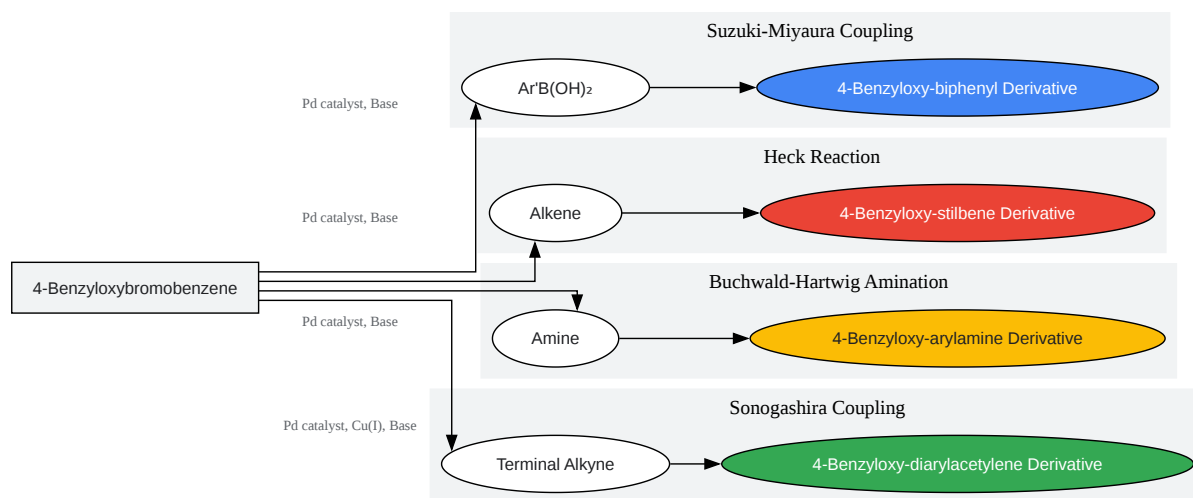 Suzuki-Miyaura Coupling
Ar'B(OH)₂
4-Benzyloxy-biphenyl Derivative
Pd catalyst, Base
Heck Reaction
Alkene
4-Benzyloxy-stilbene Derivative
Pd catalyst, Base
4-Benzyloxybromobenzene
Buchwald-Hartwig Amination
Amine
4-Benzyloxy-arylamine Derivative
Pd catalyst, Base
Sonogashira Coupling
Pd catalyst, Cu(I), Base
Terminal Alkyne
4-Benzyloxy-diarylacetylene Derivative